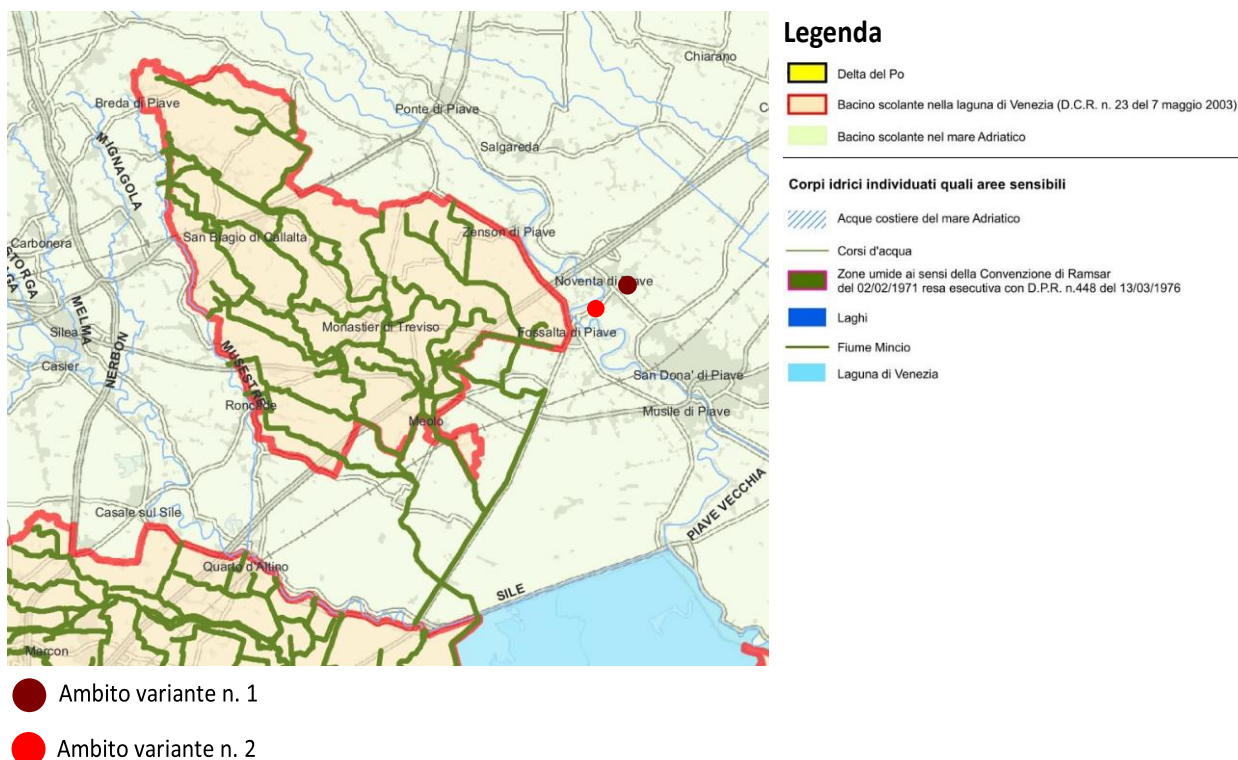 Legenda
Delta del Po
Bacino scolante nella laguna di Venezia (D.C.R. n. 23 del 7 maggio 2003)
Bacino scolante nel mare Adriatico
Corpi idrici individuati quali aree sensibili
Acque costiere del mare Adriatico
Corsi d'acqua
Zone umide ai sensi della Convenzione di Ramsar
del 02/02/1971 resa esecutiva con D.P.R. n.448 del 13/03/1976
Laghi
Fiume Mincio
Laguna di Venezia
Chiarano
Breda di Piave
Ponte di Piave
MIGNAGOLA
Salgareda
Carbonera
San Biagio di Callalta
Zenson di Piave
STORGA
Noventa di Piave
MELMA
Silea
NERBON
Monastier di Treviso
Fossalta di Piave
Casier
MUSESTRE
San Dona' di Piave
Roncade
Musile di Piave
Meolo
PIAVE VECCHIA
Casale sul Sile
Quarto d'Altino
SILE
Marcon
Ambito variante n. 1
Ambito variante n. 2